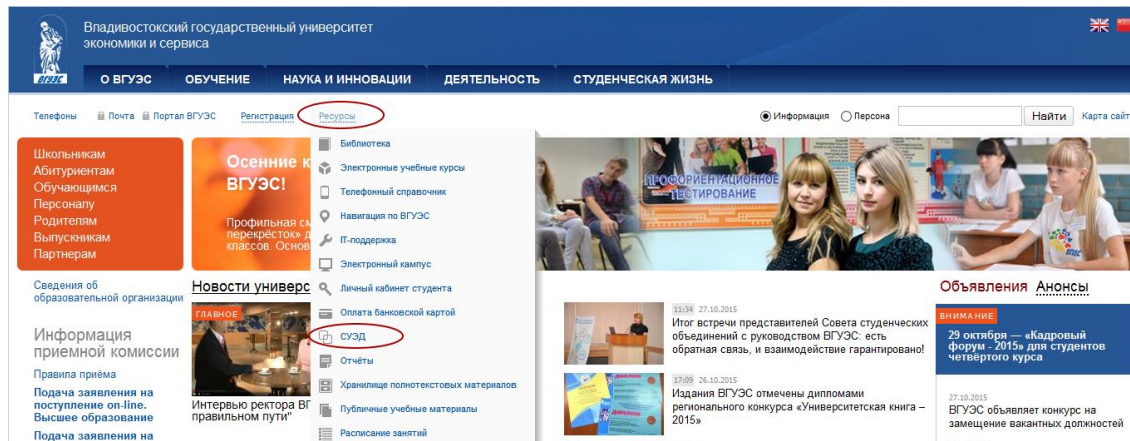 Владивостокский государственный университет
экономики и сервиса
ВГУЭС
О ВГУЭС
ОБУЧЕНИЕ
НАУКА И ИННОВАЦИИ
ДЕЯТЕЛЬНОСТЬ
СТУДЕНЧЕСКАЯ ЖИЗНЬ
Телефоны
Почта
Портал ВГУЭС
Регистрация
Ресурсы
Информация
Персона
Найти
Карта сайт
Школьникам
Абитуриентам
Обучающимся
Персоналу
Родителям
Выпускникам
Партнерам
Сведения об
образовательной организации
Информация
приемной комиссии
Правила приёма
Подача заявления на
поступление on-line.
Высшее образование
Подача заявления на
Осенние к
ВГУЭС!
Профильная см
перекрёсток» д
классов. Основ
Новости универс
ГЛАВНОЕ
Интервью ректора ВГ
правильном пути"
Библиотека
Электронные учебные курсы
Телефонный справочник
Навигация по ВГУЭС
IT-поддержка
Электронный кампус
Личный кабинет студента
Оплата банковской картой
СУЭД
Отчёты
Хранилище полнотекстовых материалов
Публичные учебные материалы
Расписание занятий
ПРОФОРИЕНТАЦИОННОЕ
ТЕСТИРОВАНИЕ
11:34 27.10.2015
Итог встречи представителей Совета студенческих
объединений с руководством ВГУЭС: есть
обратная связь, и взаимодействие гарантировано!
17:09 26.10.2015
Издания ВГУЭС отмечены дипломами
регионального конкурса «Университетская книга –
2015»
Объявления Анонсы
ВНИМАНИЕ
29 октября — «Кадровый
форум - 2015» для студентов
четвёртого курса
27.10.2015
ВГУЭС объявляет конкурс на
замещение вакантных должностей